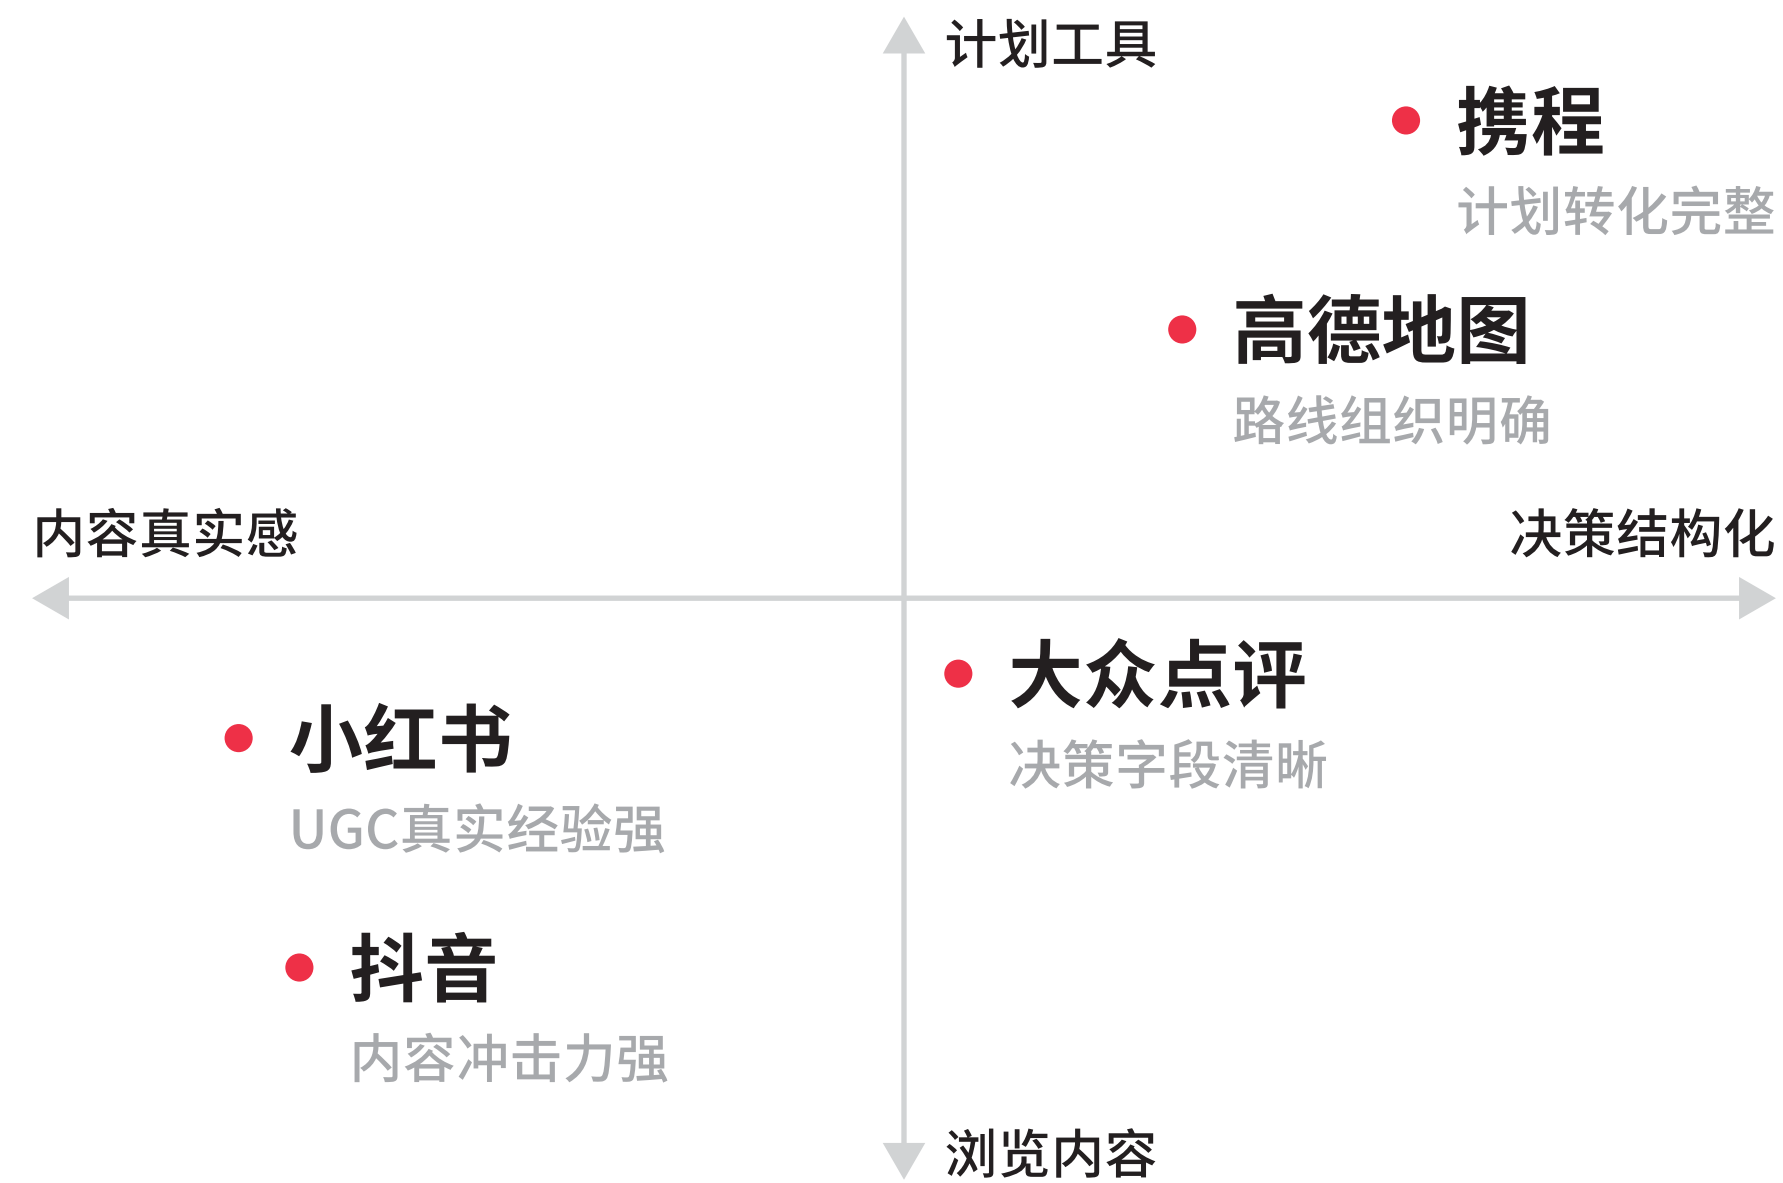 计划工具
携程
计划转化完整
高德地图
路线组织明确
内容真实感
决策结构化
大众点评
决策字段清晰
小红书
UGC真实经验强
抖音
内容冲击力强
浏览内容